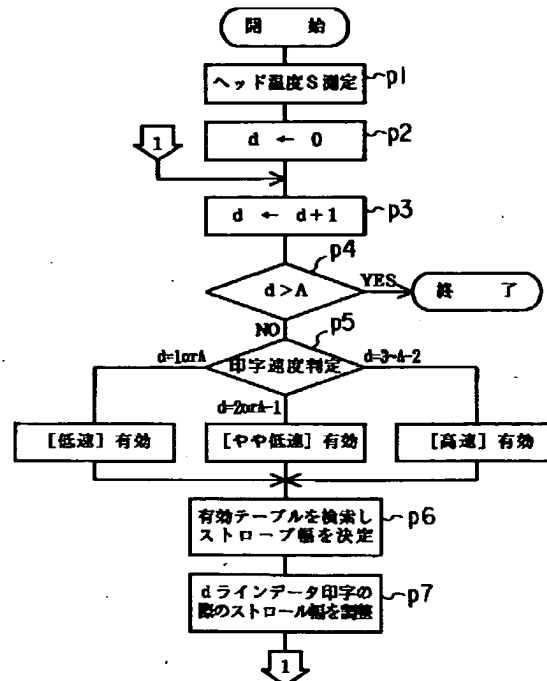 開 始
ヘッド温度S測定
p1
1
d ← 0
p2
d ← d+1
p3
p4
d>A
YES
終 了
NO
p5
印字速度判定
d=1orA
d=2orA-1
d=3~A-2
[低速] 有効
[やや低速] 有効
[高速] 有効
有効テーブルを検索し
ストローブ幅を決定
p6
dラインデータ印字の
際のストロール幅を調整
p7
1